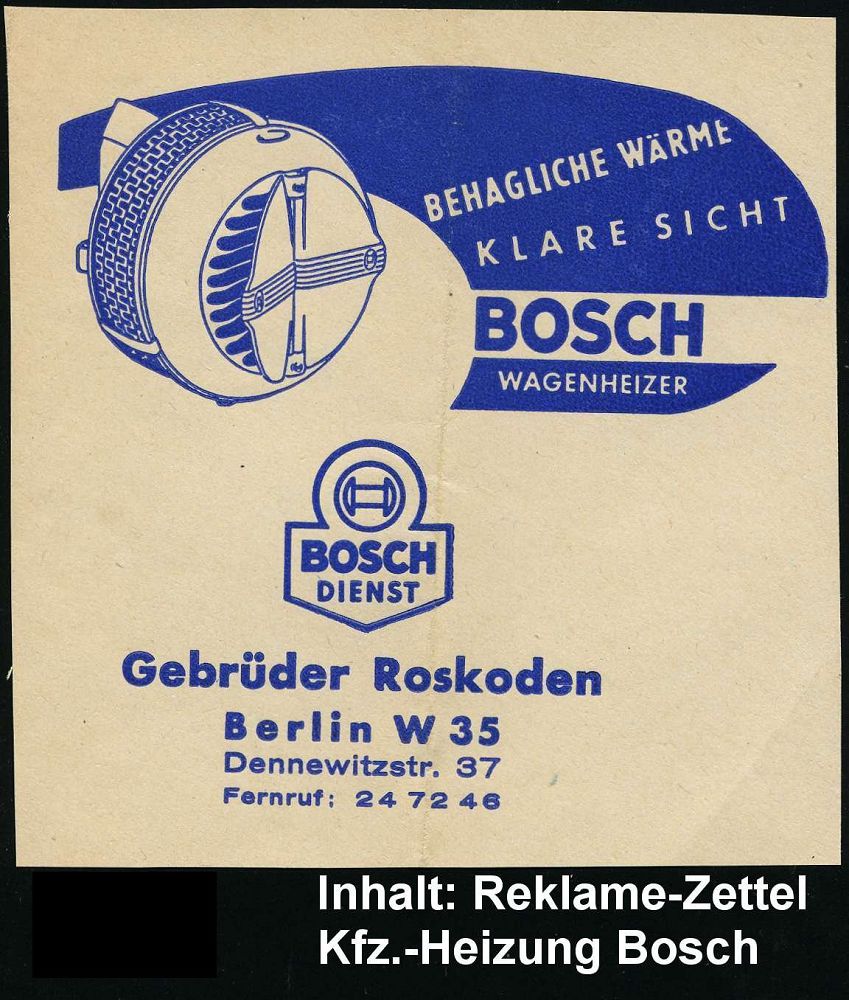 BEHAGLICHE WÄRME
KLARE SICHT
BOSCH
WAGENHEIZER
BOSCH
DIENST
Gebrüder Roskoden
Berlin W 35
Dennewitzstr. 37
Fernruf: 24 72 46
Inhalt: Reklame-Zettel
Kfz.-Heizung Bosch